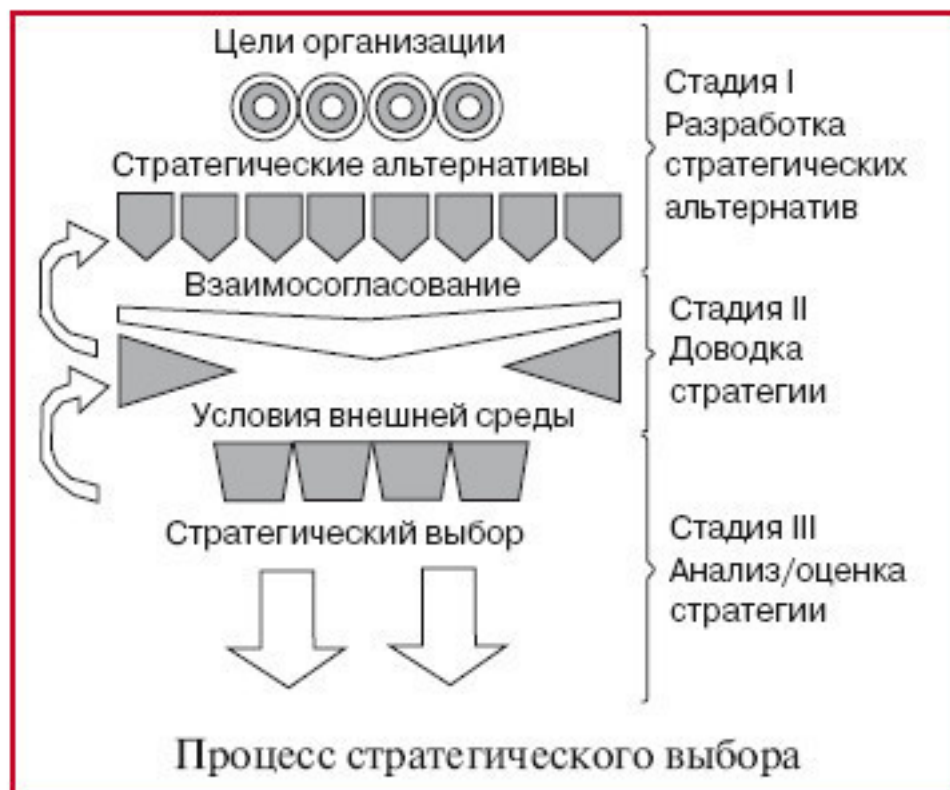 Цели организации
Стратегические альтернативы
Взаимосогласование
Условия внешней среды
Стратегический выбор
Стадия I
Разработка
стратегических
альтернатив
Стадия II
Доводка
стратегии
Стадия III
Анализ/оценка
стратегии
Процесс стратегического выбора